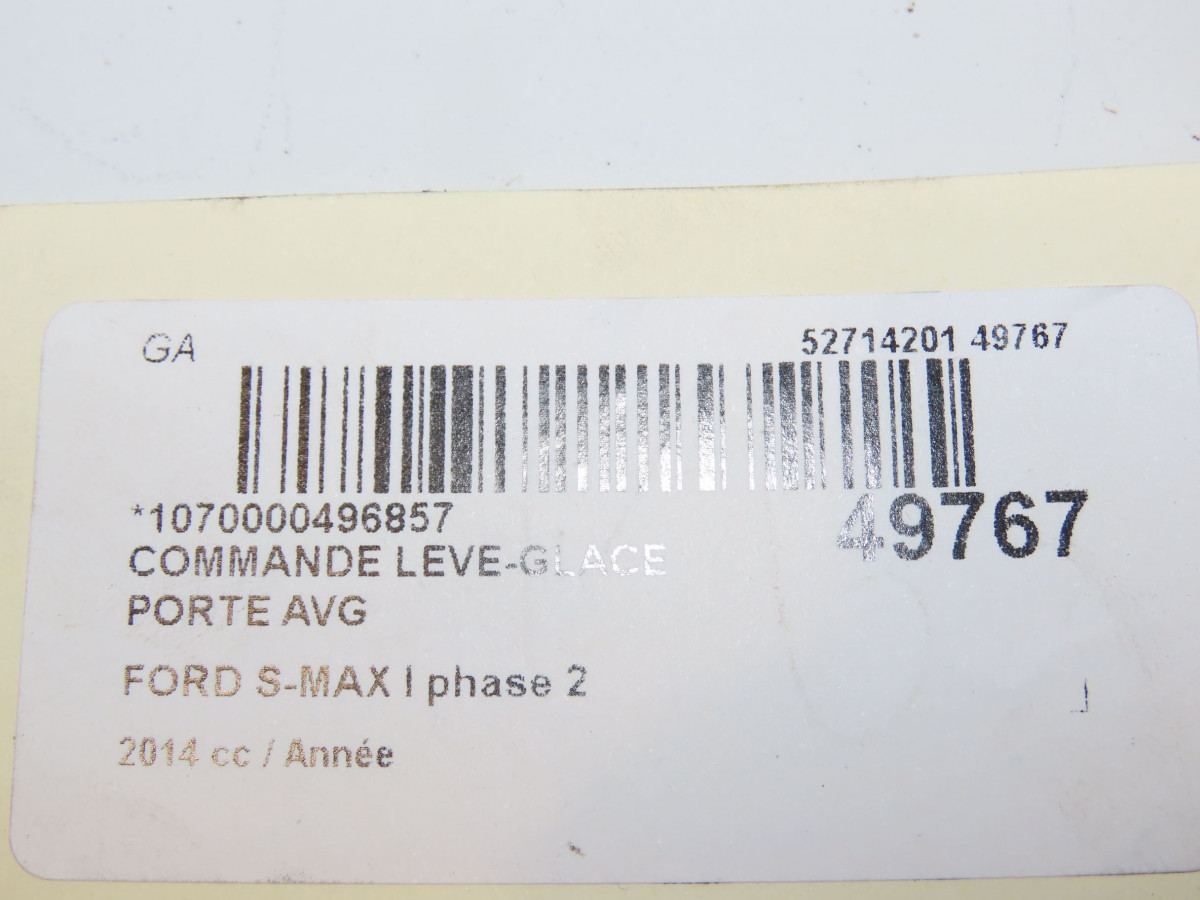 GA
52714201 49767
*1070000496857
49767
COMMANDE LEVE-GLACE
PORTE AVG
FORD S-MAX I phase 2
2014 cc / Année